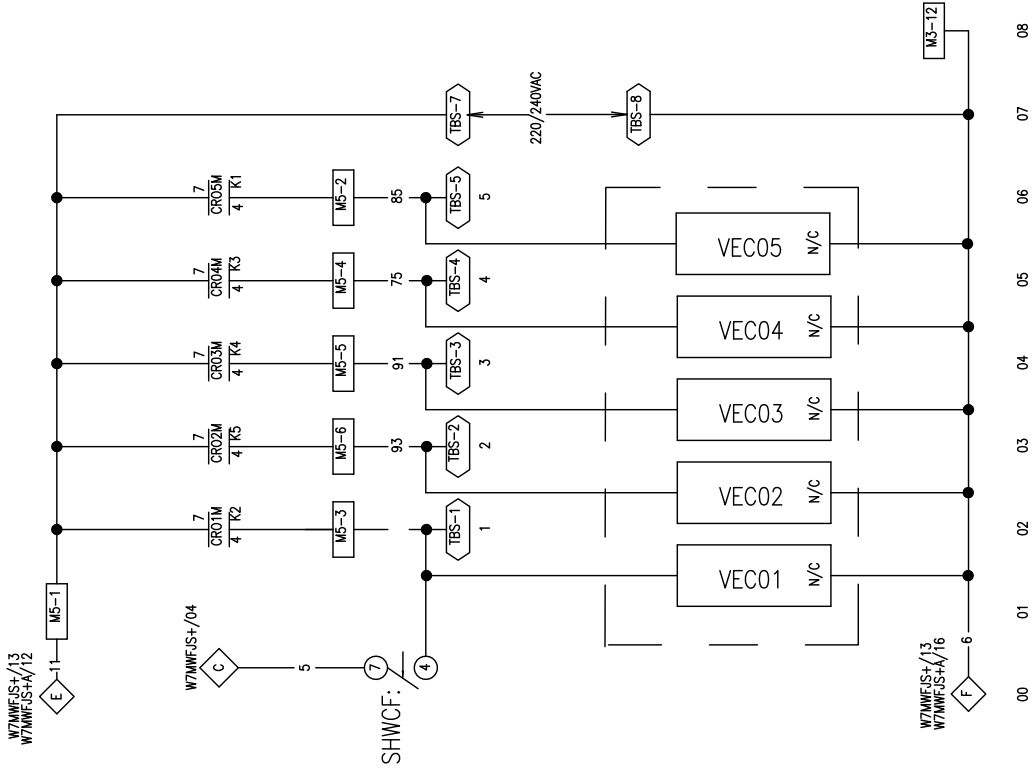 W7MWFJS+/13
W7MWFJS+A/12
E
11
M5-1
W7MWFJS+/04
C
5
7
4
SHWCF:
7
CR01M
4 K2
M5-3
TBS-1
1
7
CR02M
4 K5
M5-6
93
TBS-2
2
7
CR03M
4 K4
M5-5
91
TBS-3
3
7
CR04M
4 K3
M5-4
75
TBS-4
4
7
CR05M
4 K1
M5-2
85
TBS-5
5
TBS-7
220/240VAC
TBS-8
VEC01
N/C
VEC02
N/C
VEC03
N/C
VEC04
N/C
VEC05
N/C
W7MWFJS+/13
W7MWFJS+A/16
F
6
M3-12
00
01
02
03
04
05
06
07
08